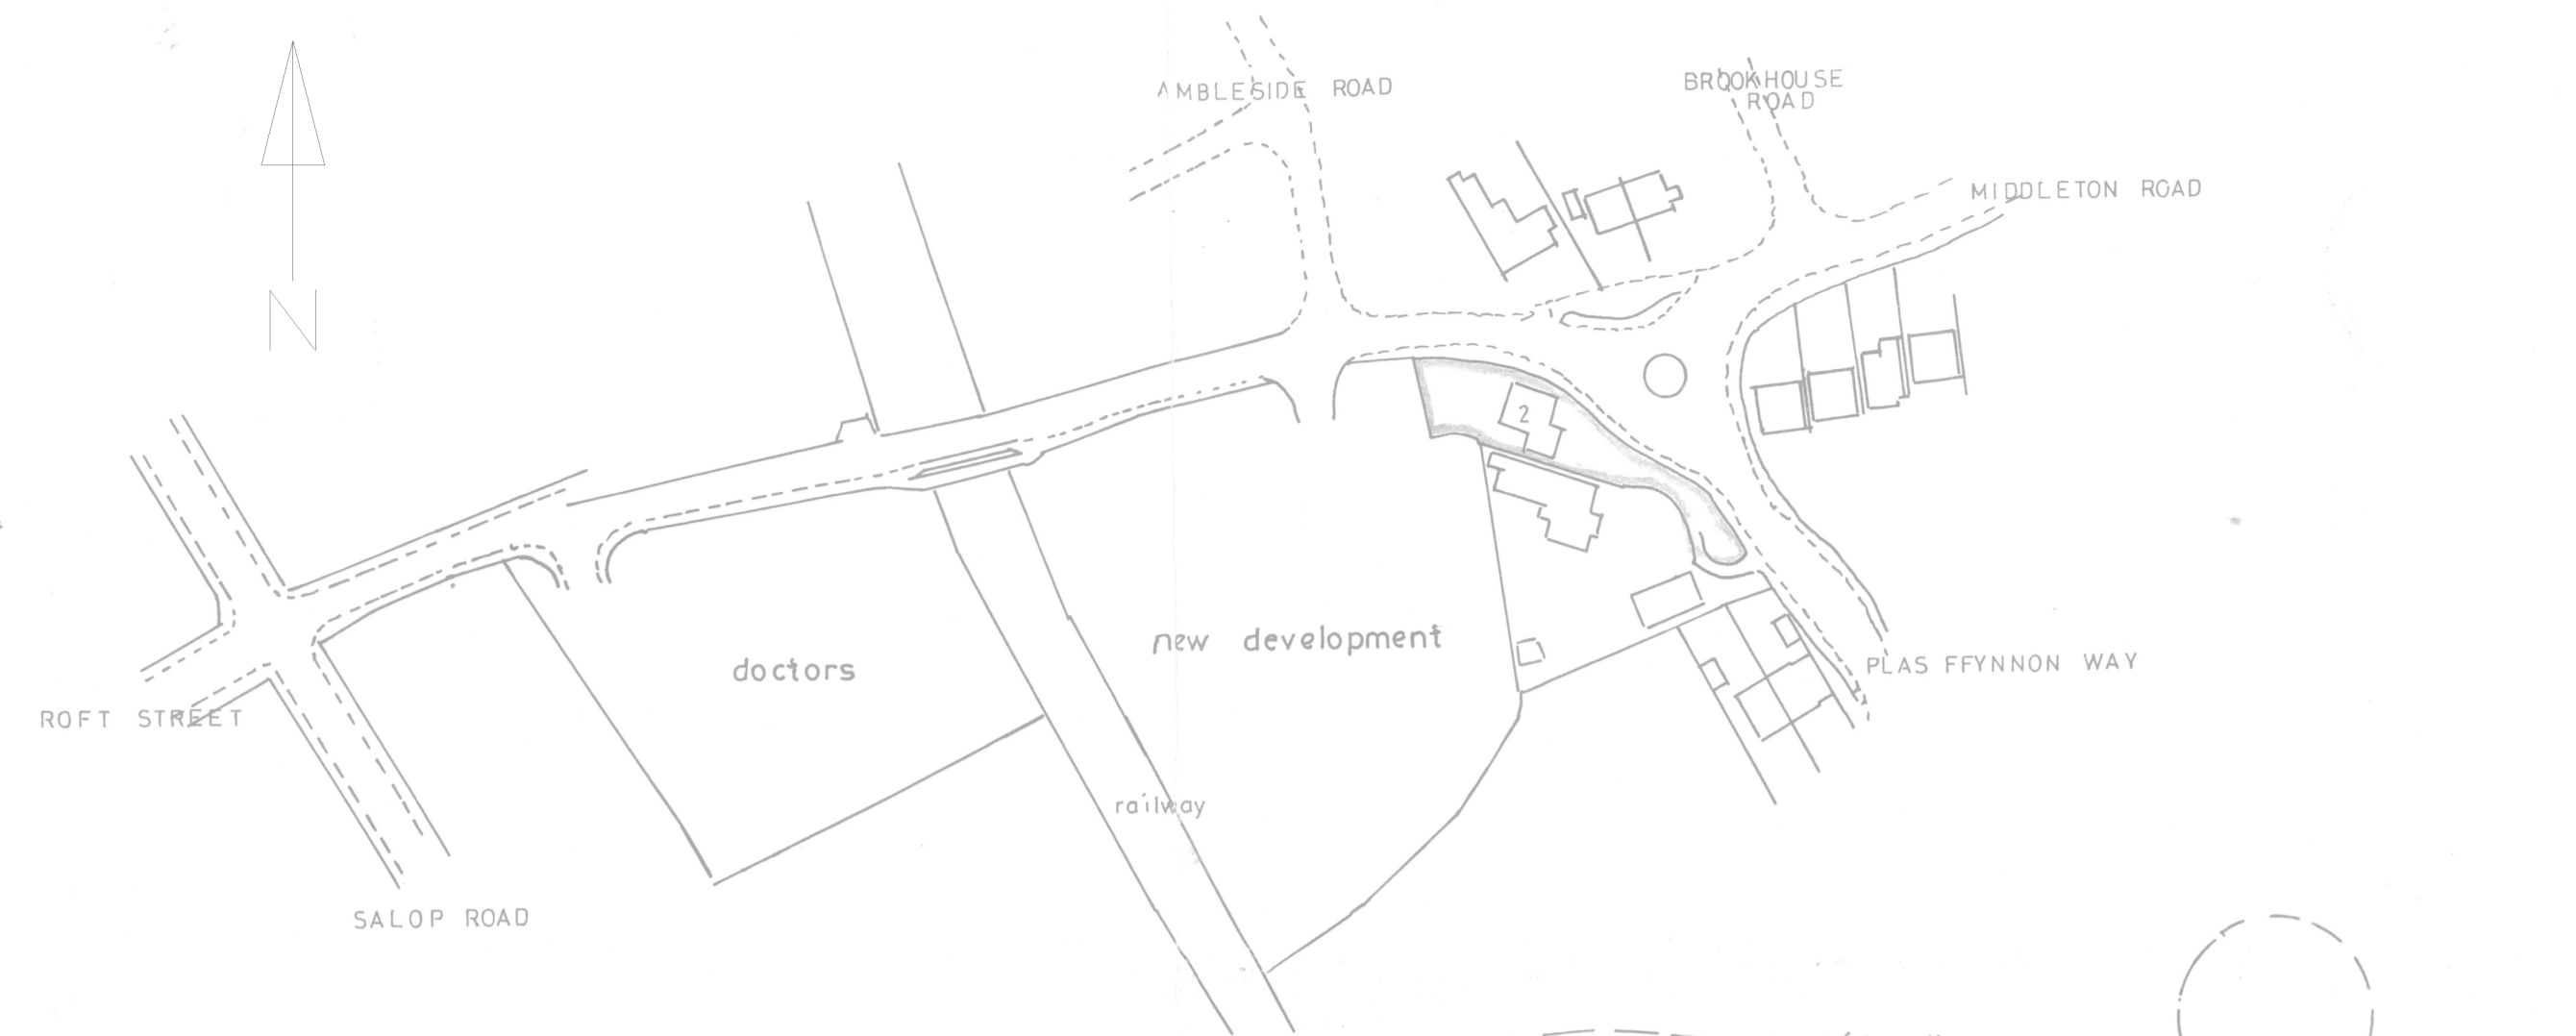 AMBLESIDE ROAD
BROOKHOUSE
ROAD
MIDDLETON ROAD
N
2
new development
doctors
PLAS FFYNNON WAY
ROFT STREET
railway
SALOP ROAD